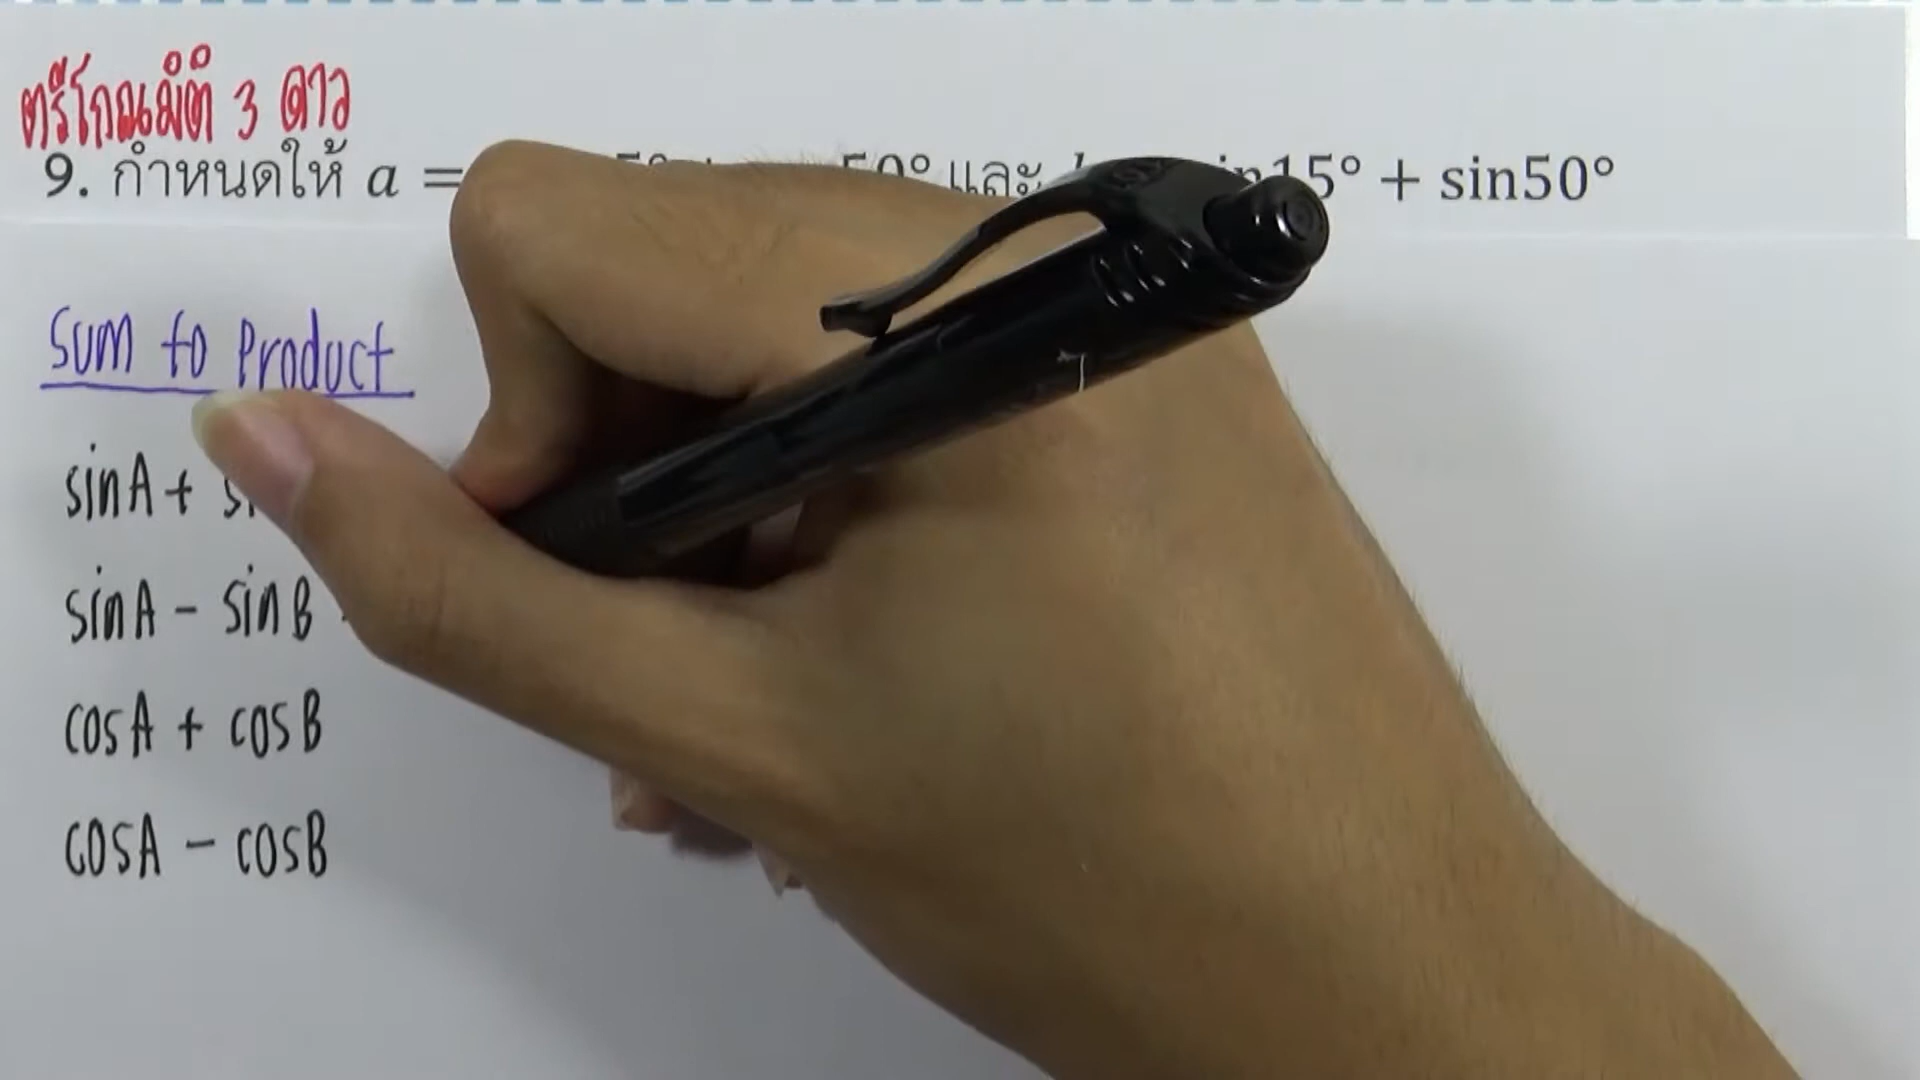 ตรีโกณมิติ 3 ดาว
9. กำหนดให้ a = 5° 50° และ 15° + sin50°
Sum to Product
sinA +
sinA - sinB
cosA + cosB
cosA - cosB